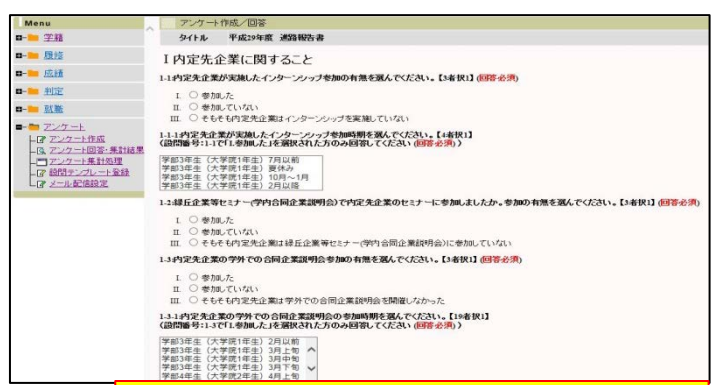 Menu
学籍
履修
成績
判定
就職
アンケート
アンケート作成
アンケート回答・集計結果
アンケート集計処理
設問テンプレート登録
メール配信設定
アンケート作成／回答
タイトル 平成29年度 進路報告書
Ⅰ内定先企業に関すること
1-1:内定先企業が実施したインターンシップ参加の有無を選んでください。【3者択1】(回答必須)
I. 参加した
II. 参加していない
III. そもそも内定先企業はインターンシップを実施していない
1-1-1:内定先企業が実施したインターンシップ参加時期を選んでください。【4者択1】
(設問番号:1-1で「I.参加した」を選択された方のみ回答してください(回答必須))
学部3年生（大学院1年生）7月以前
学部3年生（大学院1年生）夏休み
学部3年生（大学院1年生）10月～1月
学部3年生（大学院1年生）2月以降
1-2:緑丘企業等セミナー(学内合同企業説明会)で内定先企業のセミナーに参加しましたか。参加の有無を選んでください。【3者択1】(回答必須)
I. 参加した
II. 参加していない
III. そもそも内定先企業は緑丘企業等セミナー(学内合同企業説明会)に参加していない
1-3:内定先企業の学外での合同企業説明会参加の有無を選んでください。【3者択1】(回答必須)
I. 参加した
II. 参加していない
III. そもそも内定先企業は学外での合同企業説明会を開催しなかった
1-3-1:内定先企業の学外での合同企業説明会の参加時期を選んでください。【19者択1】
(設問番号:1-3で「I.参加した」を選択された方のみ回答してください(回答必須))
学部3年生（大学院1年生）2月以前
学部3年生（大学院1年生）3月上旬
学部3年生（大学院1年生）3月中旬
学部3年生（大学院1年生）3月下旬
学部4年生（大学院2年生）4月上旬